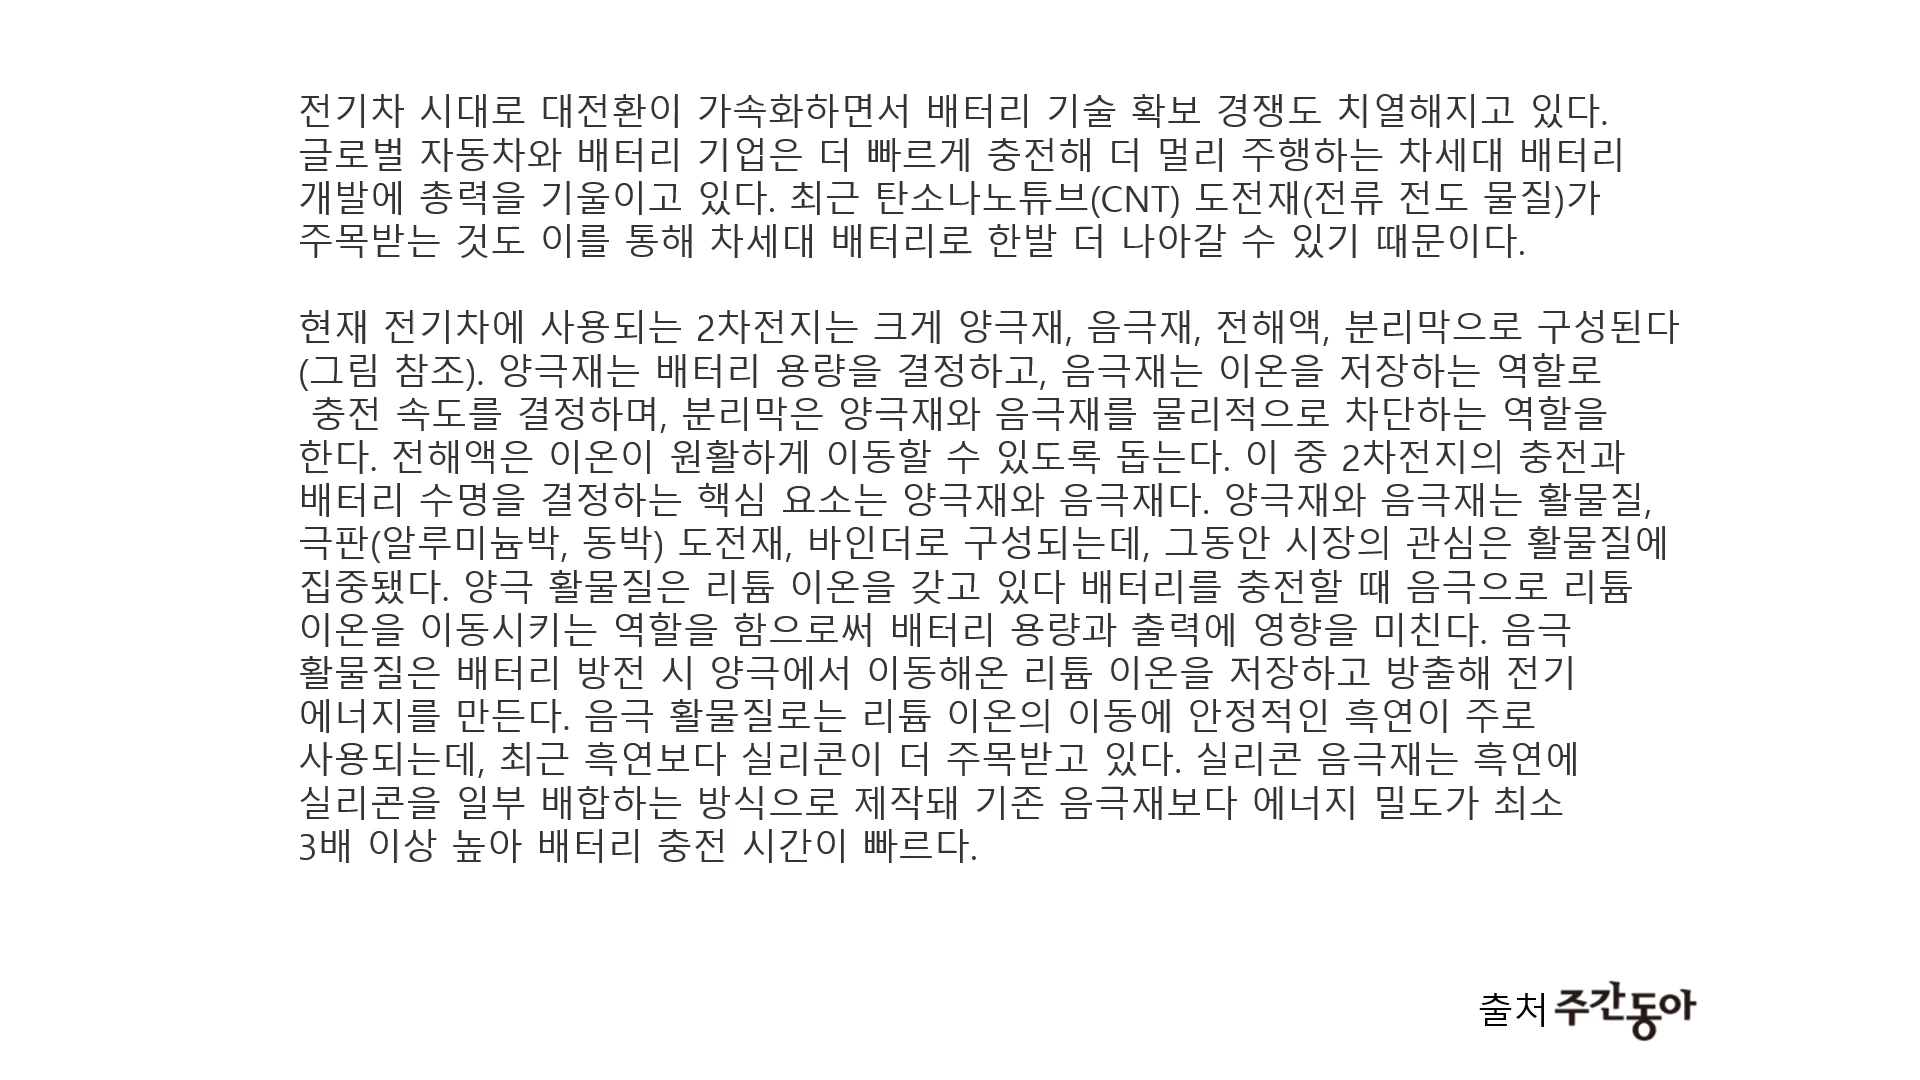 전기차 시대로 대전환이 가속화하면서 배터리 기술 확보 경쟁도 치열해지고 있다.
글로벌 자동차와 배터리 기업은 더 빠르게 충전해 더 멀리 주행하는 차세대 배터리
개발에 총력을 기울이고 있다. 최근 탄소나노튜브(CNT) 도전재(전류 전도 물질)가
주목받는 것도 이를 통해 차세대 배터리로 한발 더 나아갈 수 있기 때문이다.
현재 전기차에 사용되는 2차전지는 크게 양극재, 음극재, 전해액, 분리막으로 구성된다
(그림 참조). 양극재는 배터리 용량을 결정하고, 음극재는 이온을 저장하는 역할로
충전 속도를 결정하며, 분리막은 양극재와 음극재를 물리적으로 차단하는 역할을
한다. 전해액은 이온이 원활하게 이동할 수 있도록 돕는다. 이 중 2차전지의 충전과
배터리 수명을 결정하는 핵심 요소는 양극재와 음극재다. 양극재와 음극재는 활물질,
극판(알루미늄박, 동박) 도전재, 바인더로 구성되는데, 그동안 시장의 관심은 활물질에
집중됐다. 양극 활물질은 리튬 이온을 갖고 있다 배터리를 충전할 때 음극으로 리튬
이온을 이동시키는 역할을 함으로써 배터리 용량과 출력에 영향을 미친다. 음극
활물질은 배터리 방전 시 양극에서 이동해온 리튬 이온을 저장하고 방출해 전기
에너지를 만든다. 음극 활물질로는 리튬 이온의 이동에 안정적인 흑연이 주로
사용되는데, 최근 흑연보다 실리콘이 더 주목받고 있다. 실리콘 음극재는 흑연에
실리콘을 일부 배합하는 방식으로 제작돼 기존 음극재보다 에너지 밀도가 최소
3배 이상 높아 배터리 충전 시간이 빠르다.
출처 주간동아